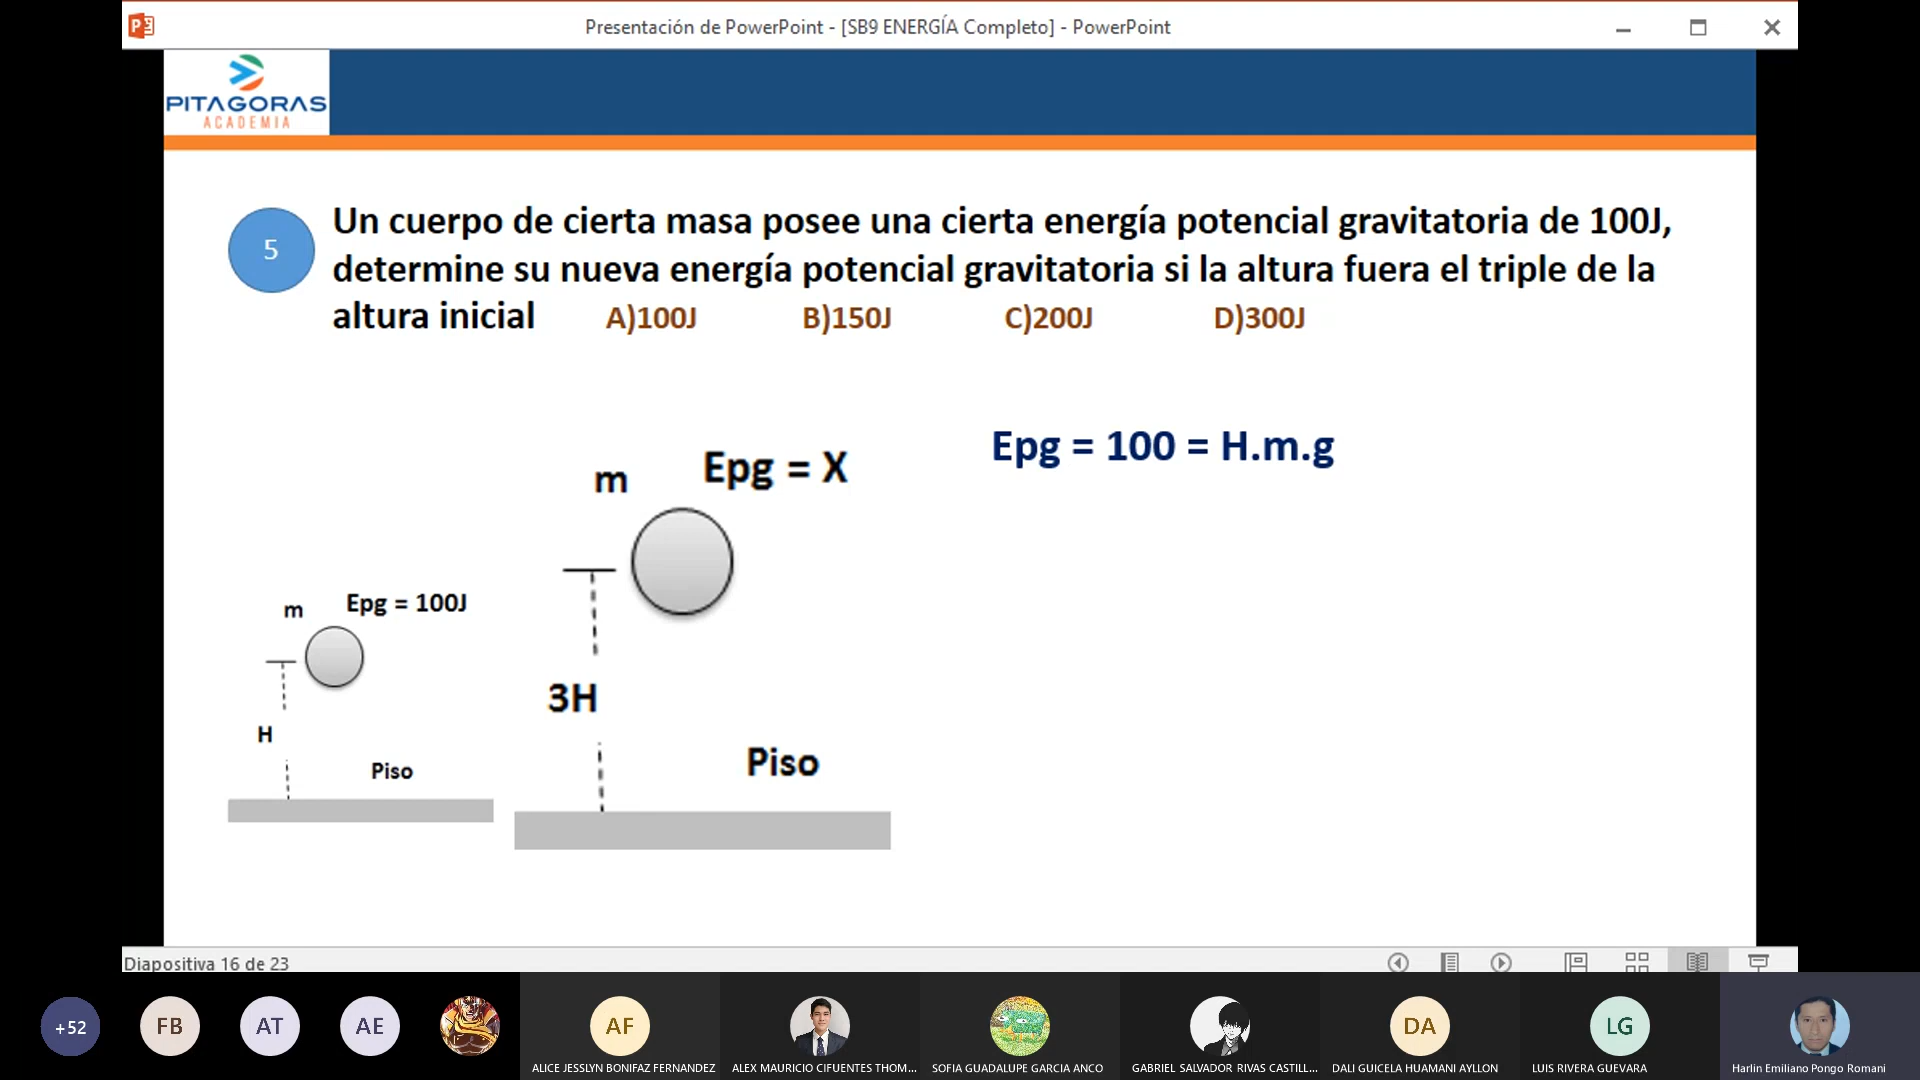 Presentación de PowerPoint - [SB9 ENERGÍA Completo] - PowerPoint
PITAGORAS
ACADEMIA
5
Un cuerpo de cierta masa posee una cierta energía potencial gravitatoria de 100J,
determine su nueva energía potencial gravitatoria si la altura fuera el triple de la
altura inicial A)100J B)150J C)200J D)300J
Epg = 100 = H.m.g
m Epg = X
m Epg = 100J
3H
H
Piso
Piso
Diapositiva 16 de 23
+52
FB
AT
AE
AF
DA
LG
ALICE JESSLYN BONIFAZ FERNANDEZ
ALEX MAURICIO CIFUENTES THOM...
SOFIA GUADALUPE GARCIA ANCO
GABRIEL SALVADOR RIVAS CASTILL...
DALI GUICELA HUAMANI AYLLON
LUIS RIVERA GUEVARA
Harlin Emiliano Pongo Romani